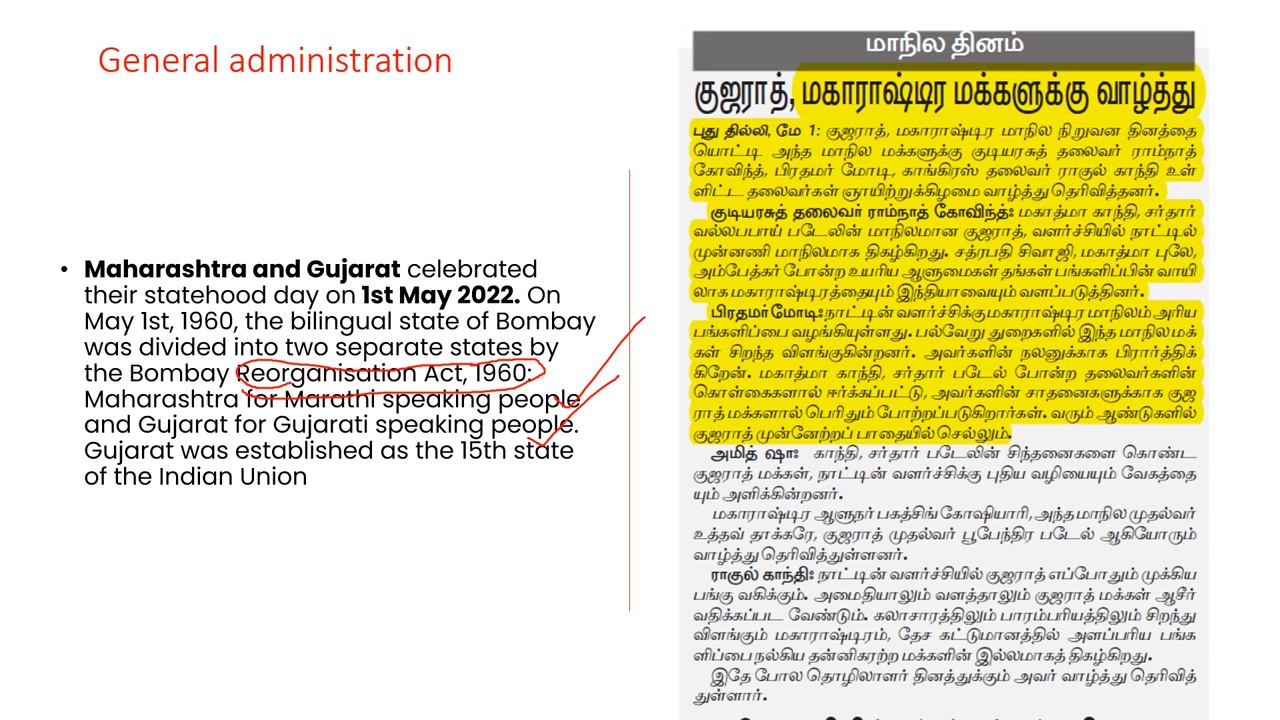 General administration
• Maharashtra and Gujarat celebrated
their statehood day on 1st May 2022. On
May 1st, 1960, the bilingual state of Bombay
was divided into two separate states by
the Bombay Reorganisation Act, 1960;
Maharashtra for Marathi speaking people
and Gujarat for Gujarati speaking people.
Gujarat was established as the 15th state
of the Indian Union
மாநில தினம்
குஜராத், மகாராஷ்டிர மக்களுக்கு வாழ்த்து
புது தில்லி, மே 1: குஜராத், மகாராஷ்டிர மாநில நிறுவன தினத்தை
யொட்டி அந்த மாநில மக்களுக்கு குடியரசுத் தலைவர் ராம்நாத்
கோவிந்த், பிரதமர் மோடி, காங்கிரஸ் தலைவர் ராகுல் காந்தி உள்
ளிட்ட தலைவர்கள் ஞாயிற்றுக்கிழமை வாழ்த்து தெரிவித்தனர்.
குடியரசுத் தலைவர் ராம்நாத் கோவிந்த்: மகாத்மா காந்தி, சர்தார்
வல்லபபாய் படேலின் மாநிலமான குஜராத், வளர்ச்சியில் நாட்டில்
முன்னணி மாநிலமாக திகழ்கிறது. சத்ரபதி சிவாஜி, மகாத்மா புலே,
அம்பேத்கர் போன்ற உயரிய ஆளுமைகள் தங்கள் பங்களிப்பின் வாயி
லாக மகாராஷ்டிரத்தையும் இந்தியாவையும் வளப்படுத்தினர்.
பிரதமர் மோடி: நாட்டின் வளர்ச்சிக்கு மகாராஷ்டிர மாநிலம் அரிய
பங்களிப்பை வழங்கியுள்ளது. பல்வேறு துறைகளில் இந்த மாநில மக்
கள் சிறந்த விளங்குகின்றனர். அவர்களின் நலனுக்காக பிரார்த்திக்
கிறேன். மகாத்மா காந்தி, சர்தார் படேல் போன்ற தலைவர்களின்
கொள்கைகளால் ஈர்க்கப்பட்டு, அவர்களின் சாதனைகளுக்காக குஜ
ராத் மக்களால் பெரிதும் போற்றப்படுகிறார்கள். வரும் ஆண்டுகளில்
குஜராத் முன்னேற்றப் பாதையில் செல்லும்.
அமித் ஷா: காந்தி, சர்தார் படேலின் சிந்தனைகளை கொண்ட
குஜராத் மக்கள், நாட்டின் வளர்ச்சிக்கு புதிய வழியையும் வேகத்தை
யும் அளிக்கின்றனர்.
மகாராஷ்டிர ஆளுநர் பகத்சிங் கோஷியாரி, அந்த மாநில முதல்வர்
உத்தவ் தாக்கரே, குஜராத் முதல்வர் பூபேந்திர படேல் ஆகியோரும்
வாழ்த்து தெரிவித்துள்ளனர்.
ராகுல் காந்தி: நாட்டின் வளர்ச்சியில் குஜராத் எப்போதும் முக்கிய
பங்கு வகிக்கும். அமைதியாலும் வளத்தாலும் குஜராத் மக்கள் ஆசீர்
வதிக்கப்பட வேண்டும். கலாசாரத்திலும் பாரம்பரியத்திலும் சிறந்து
விளங்கும் மகாராஷ்டிரம், தேச கட்டுமானத்தில் அளப்பரிய பங்க
ளிப்பை நல்கிய தன்னிகரற்ற மக்களின் இல்லமாகத் திகழ்கிறது.
இதே போல தொழிலாளர் தினத்துக்கும் அவர் வாழ்த்து தெரிவித்
துள்ளார்.